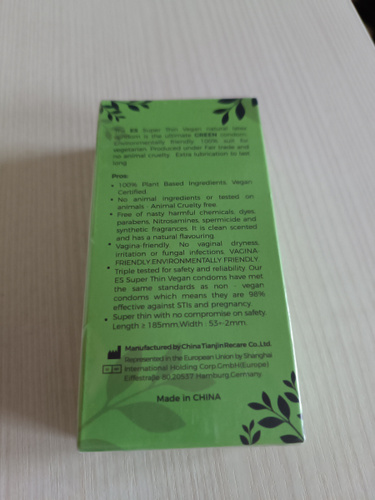 ES Super Thin Vegan natural latex
condom is the ultimate GREEN condom,
Environmentally friendly 100% suit for
vegetarian. Produced under Fair trade and
no animal cruelty. Extra lubrication to last
long.
Pros:
• 100% Plant Based Ingredients. Vegan
Certified.
• No animal ingredients or tested on
animals - Animal Cruelty free
• Free of nasty harmful chemicals, dyes,
parabens, Nitrosamines, spermicide and
synthetic fragrances. It is clean scented
and has a natural flavouring.
• Vagina-friendly. No vaginal dryness,
irritation or fungal infections, VAGINA-
FRIENDLY.ENVIRONMENTALLY FRIENDLY
• Triple tested for safety and reliability Our
ES Super Thin Vegan condoms have met
the same standards as non - vegan
condoms which means they are 98%
effective against STIs and pregnancy.
• Super thin with no compromise on safety.
Length ≥ 185mm,Width : 53+-2mm.
Manufactured by China Tianjin Recare Co.,Ltd.
Represented in the European Union by Shanghai
International Holding Corp.GmbH(Europe)
Eiffestraße 80,20537 Hamburg,Germany.
Made in CHINA